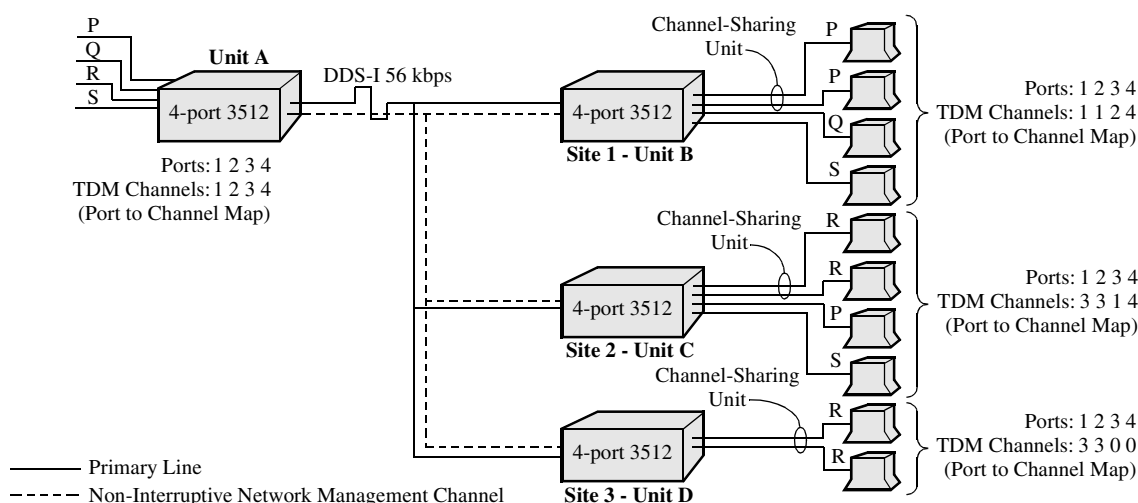 P
Q
R
S
Unit A
4-port 3512
Ports: 1 2 3 4
TDM Channels: 1 2 3 4
(Port to Channel Map)
DDS-I 56 kbps
4-port 3512
Site 1 - Unit B
Channel-Sharing
Unit
P
P
Q
S
Ports: 1 2 3 4
TDM Channels: 1 1 2 4
(Port to Channel Map)
4-port 3512
Site 2 - Unit C
Channel-Sharing
Unit
R
R
P
S
Ports: 1 2 3 4
TDM Channels: 3 3 1 4
(Port to Channel Map)
4-port 3512
Site 3 - Unit D
Channel-Sharing
Unit
R
R
Ports: 1 2 3 4
TDM Channels: 3 3 0 0
(Port to Channel Map)
Primary Line
Non-Interruptive Network Management Channel